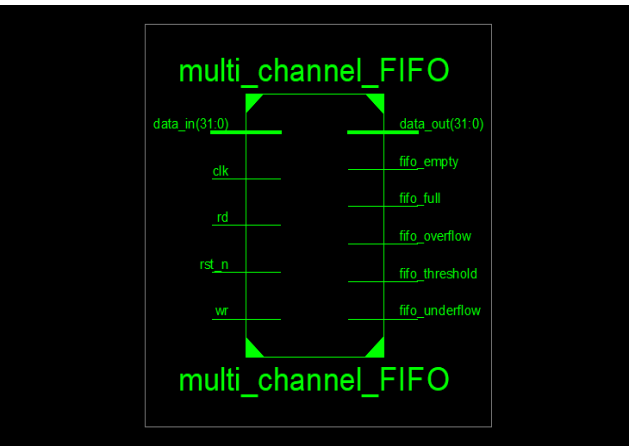 multi_channel_FIFO
data_in(31:0)
data_out(31:0)
clk
fifo_empty
rd
fifo_full
rst_n
fifo_overflow
wr
fifo_threshold
fifo_underflow
multi_channel_FIFO